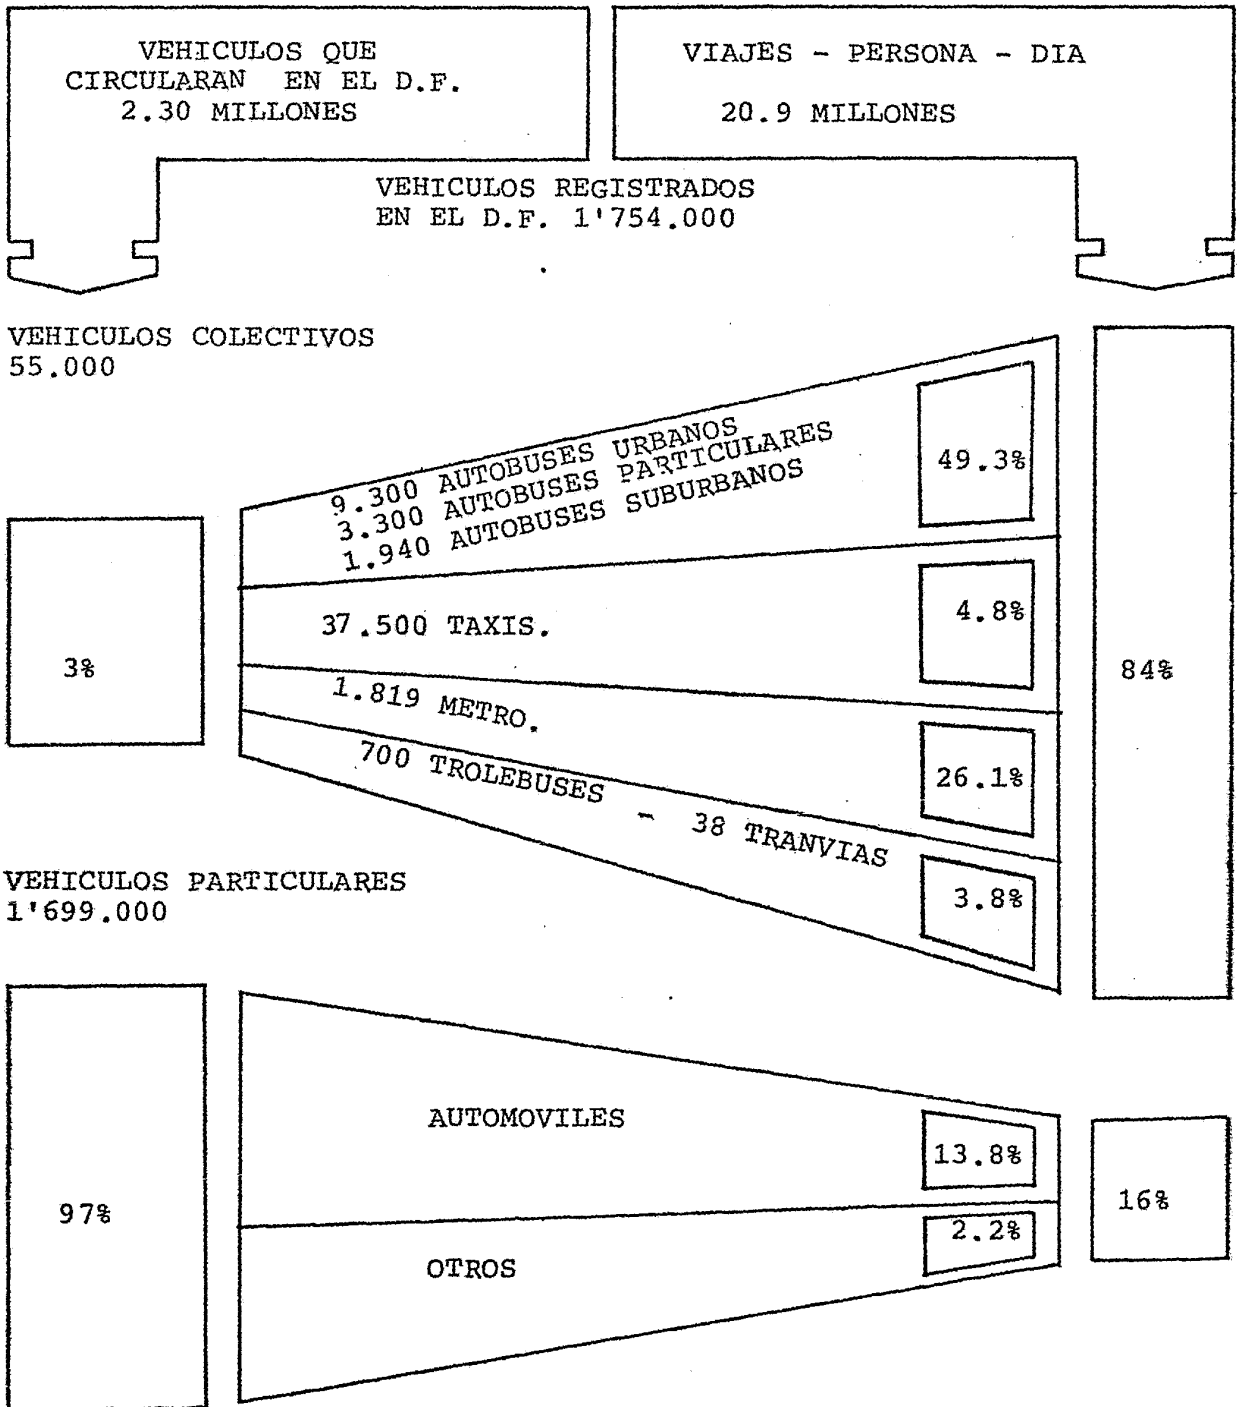 VEHICULOS QUE
CIRCULARAN EN EL D.F.
2.30 MILLONES
VIAJES - PERSONA - DIA
20.9 MILLONES
VEHICULOS REGISTRADOS
EN EL D.F. 1'754.000
VEHICULOS COLECTIVOS
55.000
9.300 AUTOBUSES URBANOS
3.300 AUTOBUSES PARTICULARES
1.940 AUTOBUSES SUBURBANOS
49.3%
37.500 TAXIS.
4.8%
3%
84%
1.819 METRO.
26.1%
700 TROLEBUSES - 38 TRANVIAS
3.8%
VEHICULOS PARTICULARES
1'699.000
AUTOMOVILES
13.8%
97%
16%
OTROS
2.2%